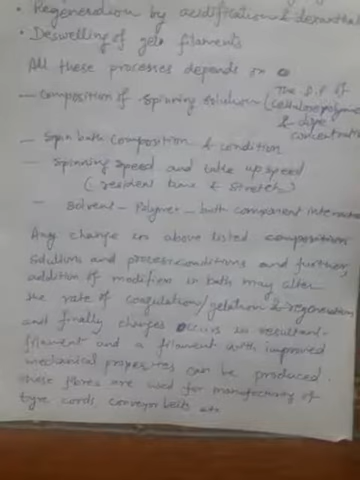 • Regeneration by acidification & desaltat
• Deswelling of gel filaments
All these processes depends on
— Composition of spinning solution (The D.P of cellulose polymer & dope concentration
— Spin bath composition & condition
— Spinning speed and take up speed
( resident time & stretch)
— Solvent - Polymer - bath component interaction
Any change in above listed composition
solution and process conditions and further,
addition of modifiers in bath may alter
the rate of coagulation/gelation & regeneration
and finally changes occurs in resultant
filament and a filament with improved
mechanical properties can be produced.
these fibres are used for manufacturing of
tyre cords, conveyor belts etc